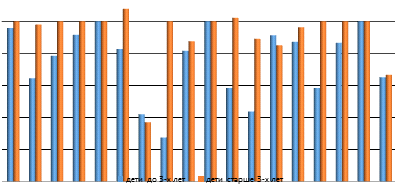 дети до 3-х лет дети старше 3-х лет